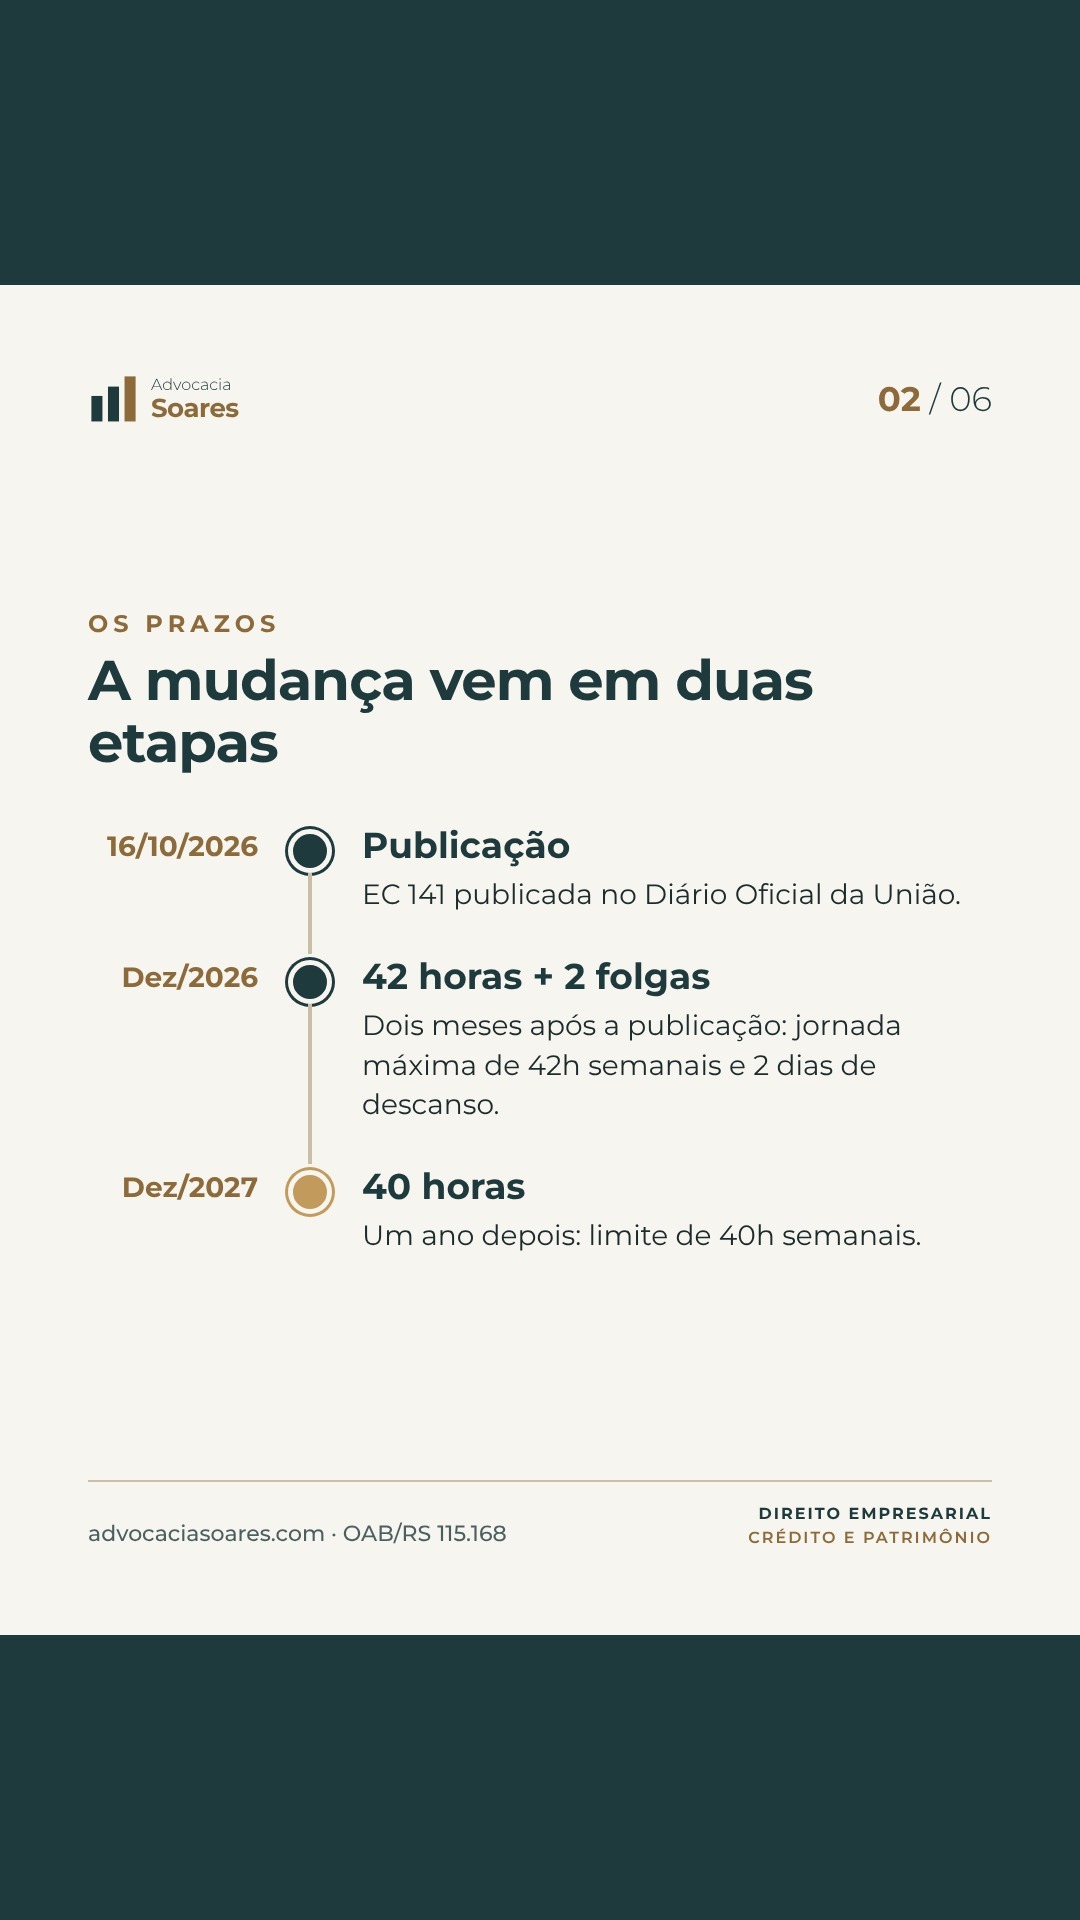 Advocacia
Soares
02 / 06
OS PRAZOS
A mudança vem em duas
etapas
16/10/2026
Publicação
EC 141 publicada no Diário Oficial da União.
Dez/2026
42 horas + 2 folgas
Dois meses após a publicação: jornada
máxima de 42h semanais e 2 dias de
descanso.
Dez/2027
40 horas
Um ano depois: limite de 40h semanais.
advocaciasoares.com · OAB/RS 115.168
DIREITO EMPRESARIAL
CRÉDITO E PATRIMÔNIO